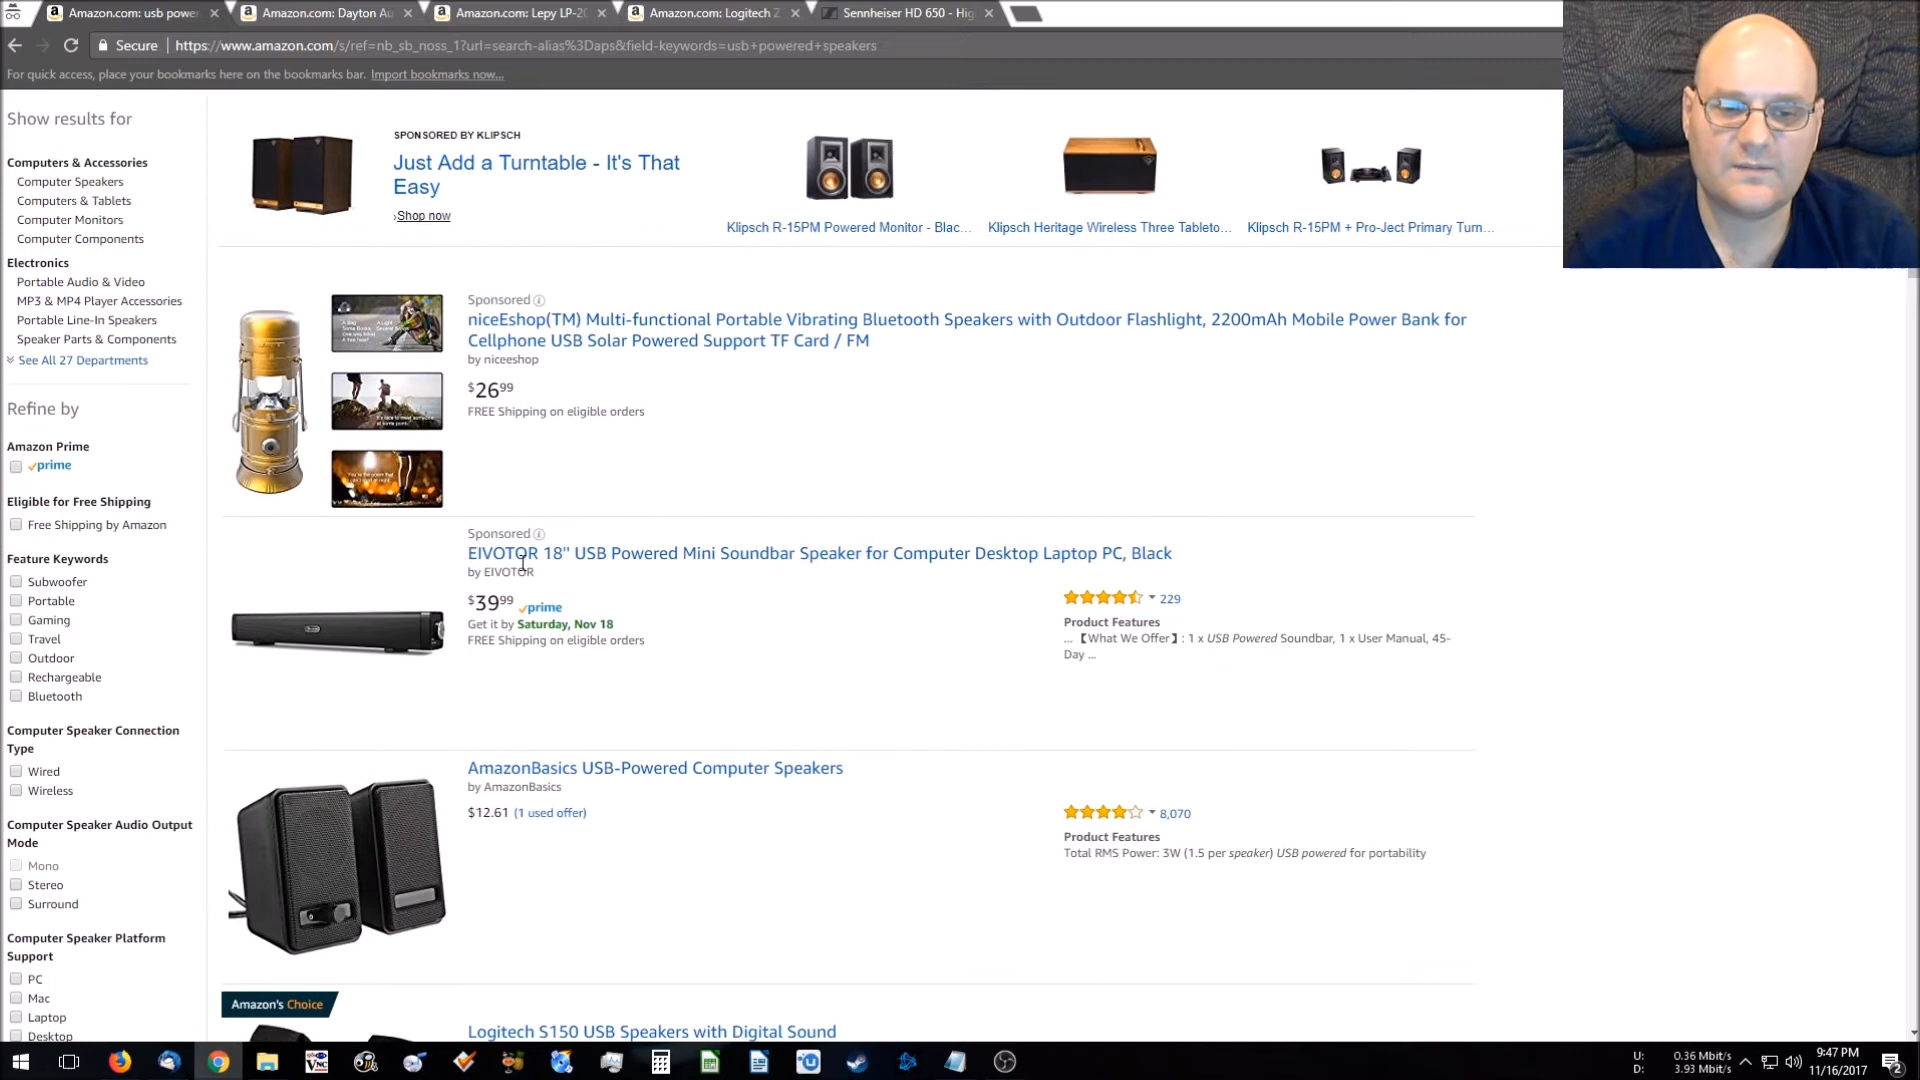 Amazon.com: usb power
Amazon.com: Dayton Au
Amazon.com: Lepy LP-20
Amazon.com: Logitech Z
Sennheiser HD 650 - Hig
Secure
https://www.amazon.com/s/ref=nb_sb_noss_1?url=search-alias%3Daps&field-keywords=usb+powered+speakers
For quick access, place your bookmarks here on the bookmarks bar. Import bookmarks now...
Show results for
Computers & Accessories
Computer Speakers
Computers & Tablets
Computer Monitors
Computer Components
Electronics
Portable Audio & Video
MP3 & MP4 Player Accessories
Portable Line-In Speakers
Speaker Parts & Components
See All 27 Departments
Refine by
Amazon Prime
prime
Eligible for Free Shipping
Free Shipping by Amazon
Feature Keywords
Subwoofer
Portable
Gaming
Travel
Outdoor
Rechargeable
Bluetooth
Computer Speaker Connection
Type
Wired
Wireless
Computer Speaker Audio Output
Mode
Mono
Stereo
Surround
Computer Speaker Platform
Support
PC
Mac
Laptop
Desktop
SPONSORED BY KLIPSCH
Just Add a Turntable - It's That
Easy
›Shop now
Klipsch R-15PM Powered Monitor - Blac...
Klipsch Heritage Wireless Three Tableto...
Klipsch R-15PM + Pro-Ject Primary Turn...
Sponsored
niceEshop(TM) Multi-functional Portable Vibrating Bluetooth Speakers with Outdoor Flashlight, 2200mAh Mobile Power Bank for
Cellphone USB Solar Powered Support TF Card / FM
by niceeshop
$26 99
FREE Shipping on eligible orders
Sponsored
EIVOTOR 18" USB Powered Mini Soundbar Speaker for Computer Desktop Laptop PC, Black
by EIVOTOR
$39 99 prime
Get it by Saturday, Nov 18
FREE Shipping on eligible orders
229
Product Features
... 【What We Offer】: 1 x USB Powered Soundbar, 1 x User Manual, 45-
Day ...
AmazonBasics USB-Powered Computer Speakers
by AmazonBasics
$12.61 (1 used offer)
8,070
Product Features
Total RMS Power: 3W (1.5 per speaker) USB powered for portability
Amazon's Choice
Logitech S150 USB Speakers with Digital Sound
U: 0.36 Mbit/s
D: 3.93 Mbit/s
9:47 PM
11/16/2017
2